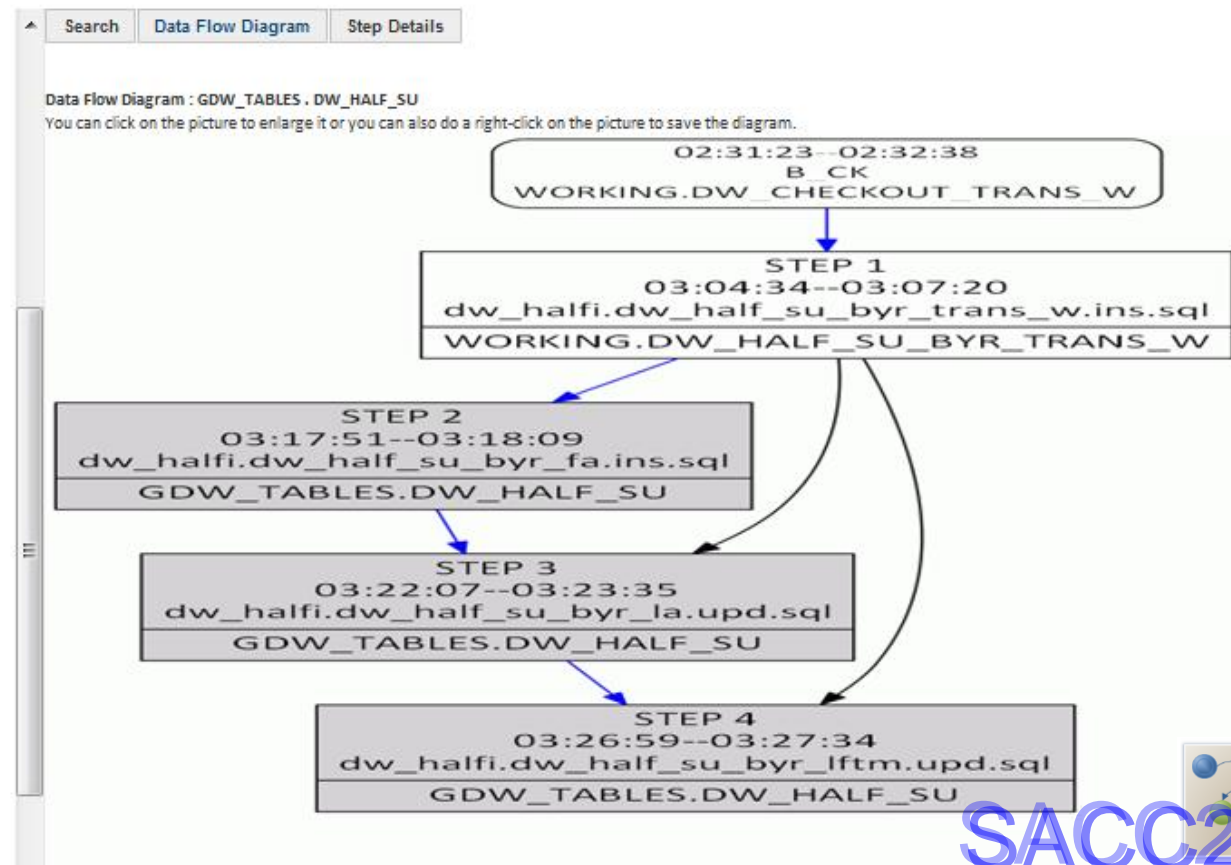 Search Data Flow Diagram Step Details
Data Flow Diagram : GDW_TABLES . DW_HALF_SU
You can click on the picture to enlarge it or you can also do a right-click on the picture to save the diagram.
02:31:23--02:32:38
B_CK
WORKING.DW_CHECKOUT_TRANS_W
STEP 1
03:04:34--03:07:20
dw_halfi.dw_half_su_byr_trans_w.ins.sql
WORKING.DW_HALF_SU_BYR_TRANS_W
STEP 2
03:17:51--03:18:09
dw_halfi.dw_half_su_byr_fa.ins.sql
GDW_TABLES.DW_HALF_SU
STEP 3
03:22:07--03:23:35
dw_halfi.dw_half_su_byr_la.upd.sql
GDW_TABLES.DW_HALF_SU
STEP 4
03:26:59--03:27:34
dw_halfi.dw_half_su_byr_lftm.upd.sql
GDW_TABLES.DW_HALF_SU
SACC2